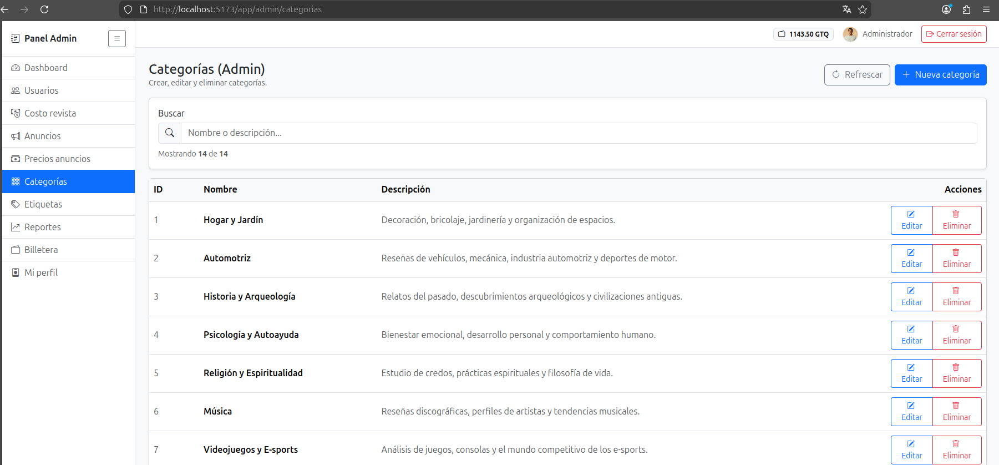 http://localhost:5173/app/admin/categorias
Panel Admin
1143.50 GTQ
Administrador
Cerrar sesión
Dashboard
Usuarios
Costo revista
Anuncios
Precios anuncios
Categorías
Etiquetas
Reportes
Billetera
Mi perfil
Categorías (Admin)
Crear, editar y eliminar categorías.
Refrescar
Nueva categoría
Buscar
Nombre o descripción...
Mostrando 14 de 14
ID Nombre Descripción Acciones
1 Hogar y Jardín Decoración, bricolaje, jardinería y organización de espacios. Editar Eliminar
2 Automotriz Reseñas de vehículos, mecánica, industria automotriz y deportes de motor. Editar Eliminar
3 Historia y Arqueología Relatos del pasado, descubrimientos arqueológicos y civilizaciones antiguas. Editar Eliminar
4 Psicología y Autoayuda Bienestar emocional, desarrollo personal y comportamiento humano. Editar Eliminar
5 Religión y Espiritualidad Estudio de credos, prácticas espirituales y filosofía de vida. Editar Eliminar
6 Música Reseñas discográficas, perfiles de artistas y tendencias musicales. Editar Eliminar
7 Videojuegos y E-sports Análisis de juegos, consolas y el mundo competitivo de los e-sports. Editar Eliminar